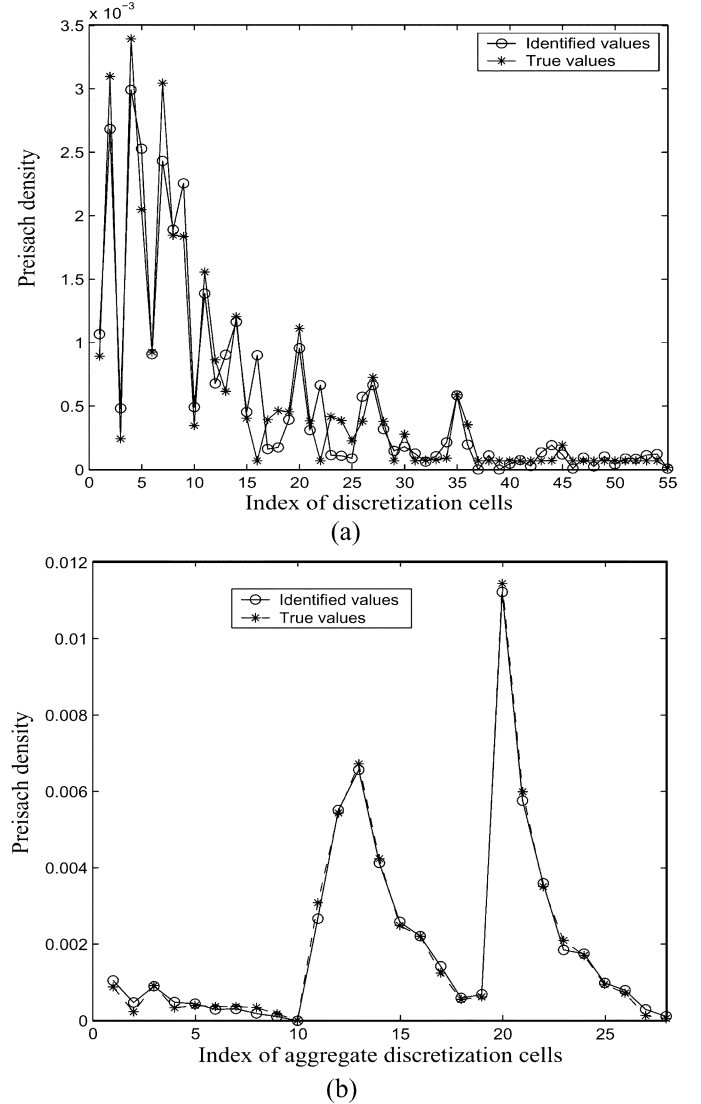 x 10⁻³
3.5
3
2.5
2
1.5
1
0.5
0
Preisach density
Identified values
True values
0 5 10 15 20 25 30 35 40 45 50 55
Index of discretization cells
(a)
0.012
0.01
0.008
0.006
0.004
0.002
0
Preisach density
Identified values
True values
0 5 10 15 20 25
Index of aggregate discretization cells
(b)